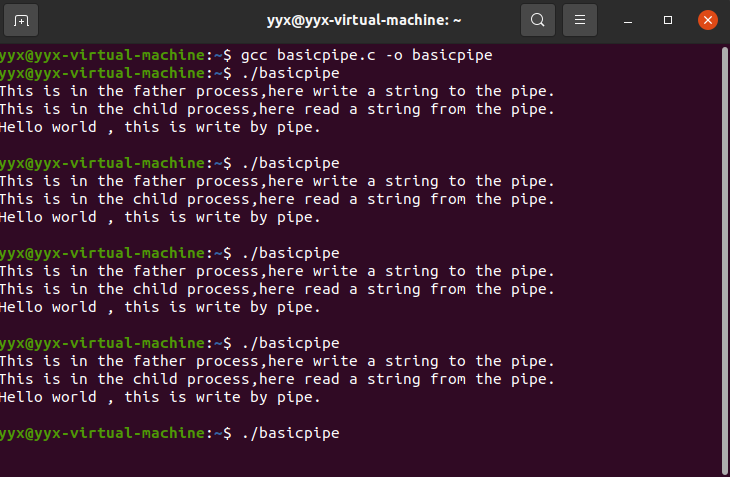 yyx@yyx-virtual-machine: ~
yyx@yyx-virtual-machine:~$ gcc basicpipe.c -o basicpipe
yyx@yyx-virtual-machine:~$ ./basicpipe
This is in the father process,here write a string to the pipe.
This is in the child process,here read a string from the pipe.
Hello world , this is write by pipe.
yyx@yyx-virtual-machine:~$ ./basicpipe
This is in the father process,here write a string to the pipe.
This is in the child process,here read a string from the pipe.
Hello world , this is write by pipe.
yyx@yyx-virtual-machine:~$ ./basicpipe
This is in the father process,here write a string to the pipe.
This is in the child process,here read a string from the pipe.
Hello world , this is write by pipe.
yyx@yyx-virtual-machine:~$ ./basicpipe
This is in the father process,here write a string to the pipe.
This is in the child process,here read a string from the pipe.
Hello world , this is write by pipe.
yyx@yyx-virtual-machine:~$ ./basicpipe